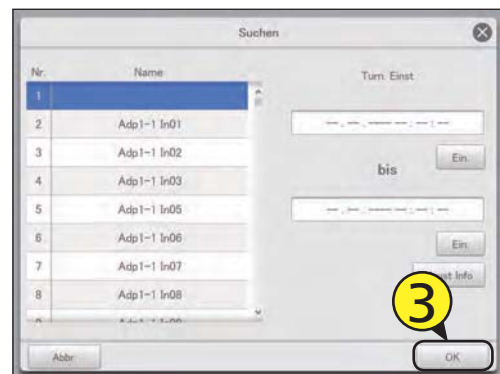 Suchen
Nr. Name
1
2 Adp1-1 In01
3 Adp1-1 In02
4 Adp1-1 In03
5 Adp1-1 In05
6 Adp1-1 In06
7 Adp1-1 In07
8 Adp1-1 In08
Turn. Einst.
--.--.---- --:--:--
Ein.
bis
--.--.---- --:--:--
Ein.
Info
3
Abbr.
OK